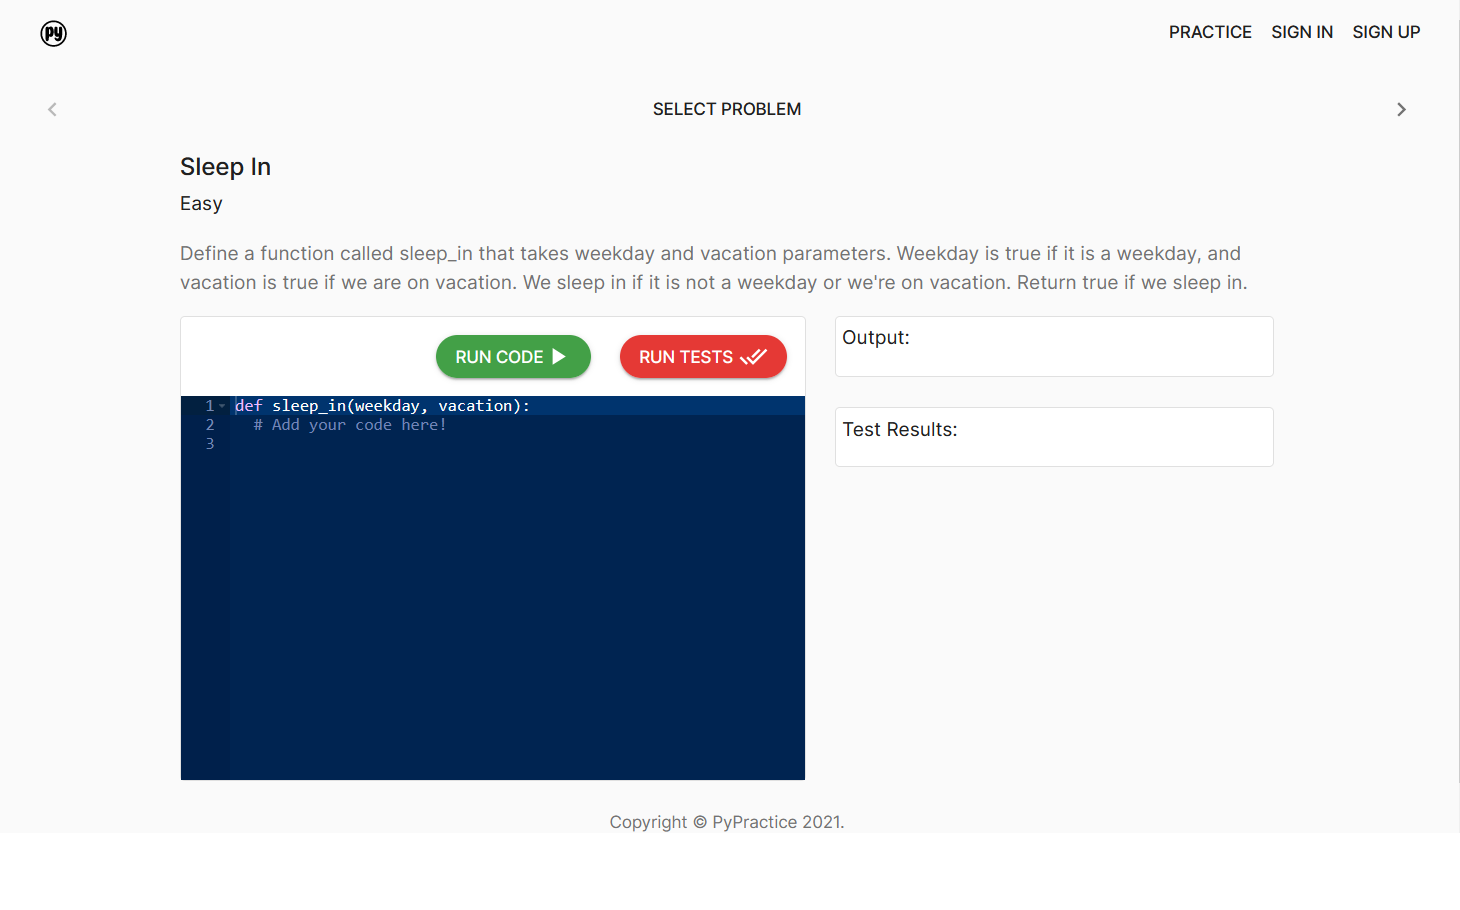 py
PRACTICE SIGN IN SIGN UP
SELECT PROBLEM
Sleep In
Easy
Define a function called sleep_in that takes weekday and vacation parameters. Weekday is true if it is a weekday, and
vacation is true if we are on vacation. We sleep in if it is not a weekday or we're on vacation. Return true if we sleep in.
RUN CODE RUN TESTS
1 def sleep_in(weekday, vacation):
2 # Add your code here!
3
Output:
Test Results:
Copyright © PyPractice 2021.